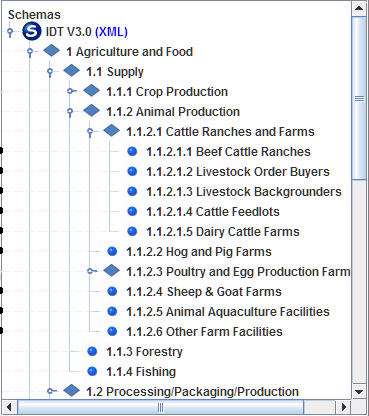 Schemas
S IDT V3.0 (XML)
1 Agriculture and Food
1.1 Supply
1.1.1 Crop Production
1.1.2 Animal Production
1.1.2.1 Cattle Ranches and Farms
1.1.2.1.1 Beef Cattle Ranches
1.1.2.1.2 Livestock Order Buyers
1.1.2.1.3 Livestock Backgrounders
1.1.2.1.4 Cattle Feedlots
1.1.2.1.5 Dairy Cattle Farms
1.1.2.2 Hog and Pig Farms
1.1.2.3 Poultry and Egg Production Farm
1.1.2.4 Sheep & Goat Farms
1.1.2.5 Animal Aquaculture Facilities
1.1.2.6 Other Farm Facilities
1.1.3 Forestry
1.1.4 Fishing
1.2 Processing/Packaging/Production